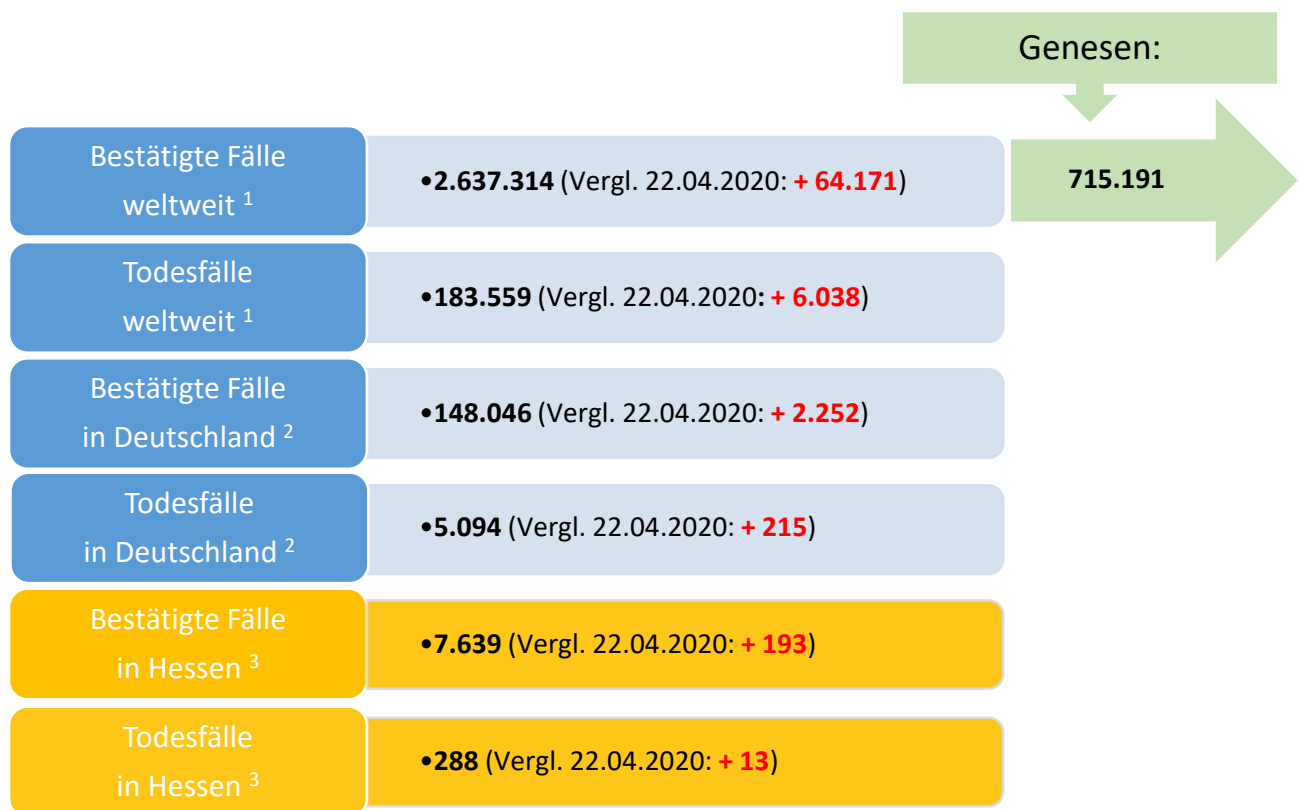 Genesen:
Bestätigte Fälle
weltweit ¹
•2.637.314 (Vergl. 22.04.2020: + 64.171)
715.191
Todesfälle
weltweit ¹
•183.559 (Vergl. 22.04.2020: + 6.038)
Bestätigte Fälle
in Deutschland ²
•148.046 (Vergl. 22.04.2020: + 2.252)
Todesfälle
in Deutschland ²
•5.094 (Vergl. 22.04.2020: + 215)
Bestätigte Fälle
in Hessen ³
•7.639 (Vergl. 22.04.2020: + 193)
Todesfälle
in Hessen ³
•288 (Vergl. 22.04.2020: + 13)